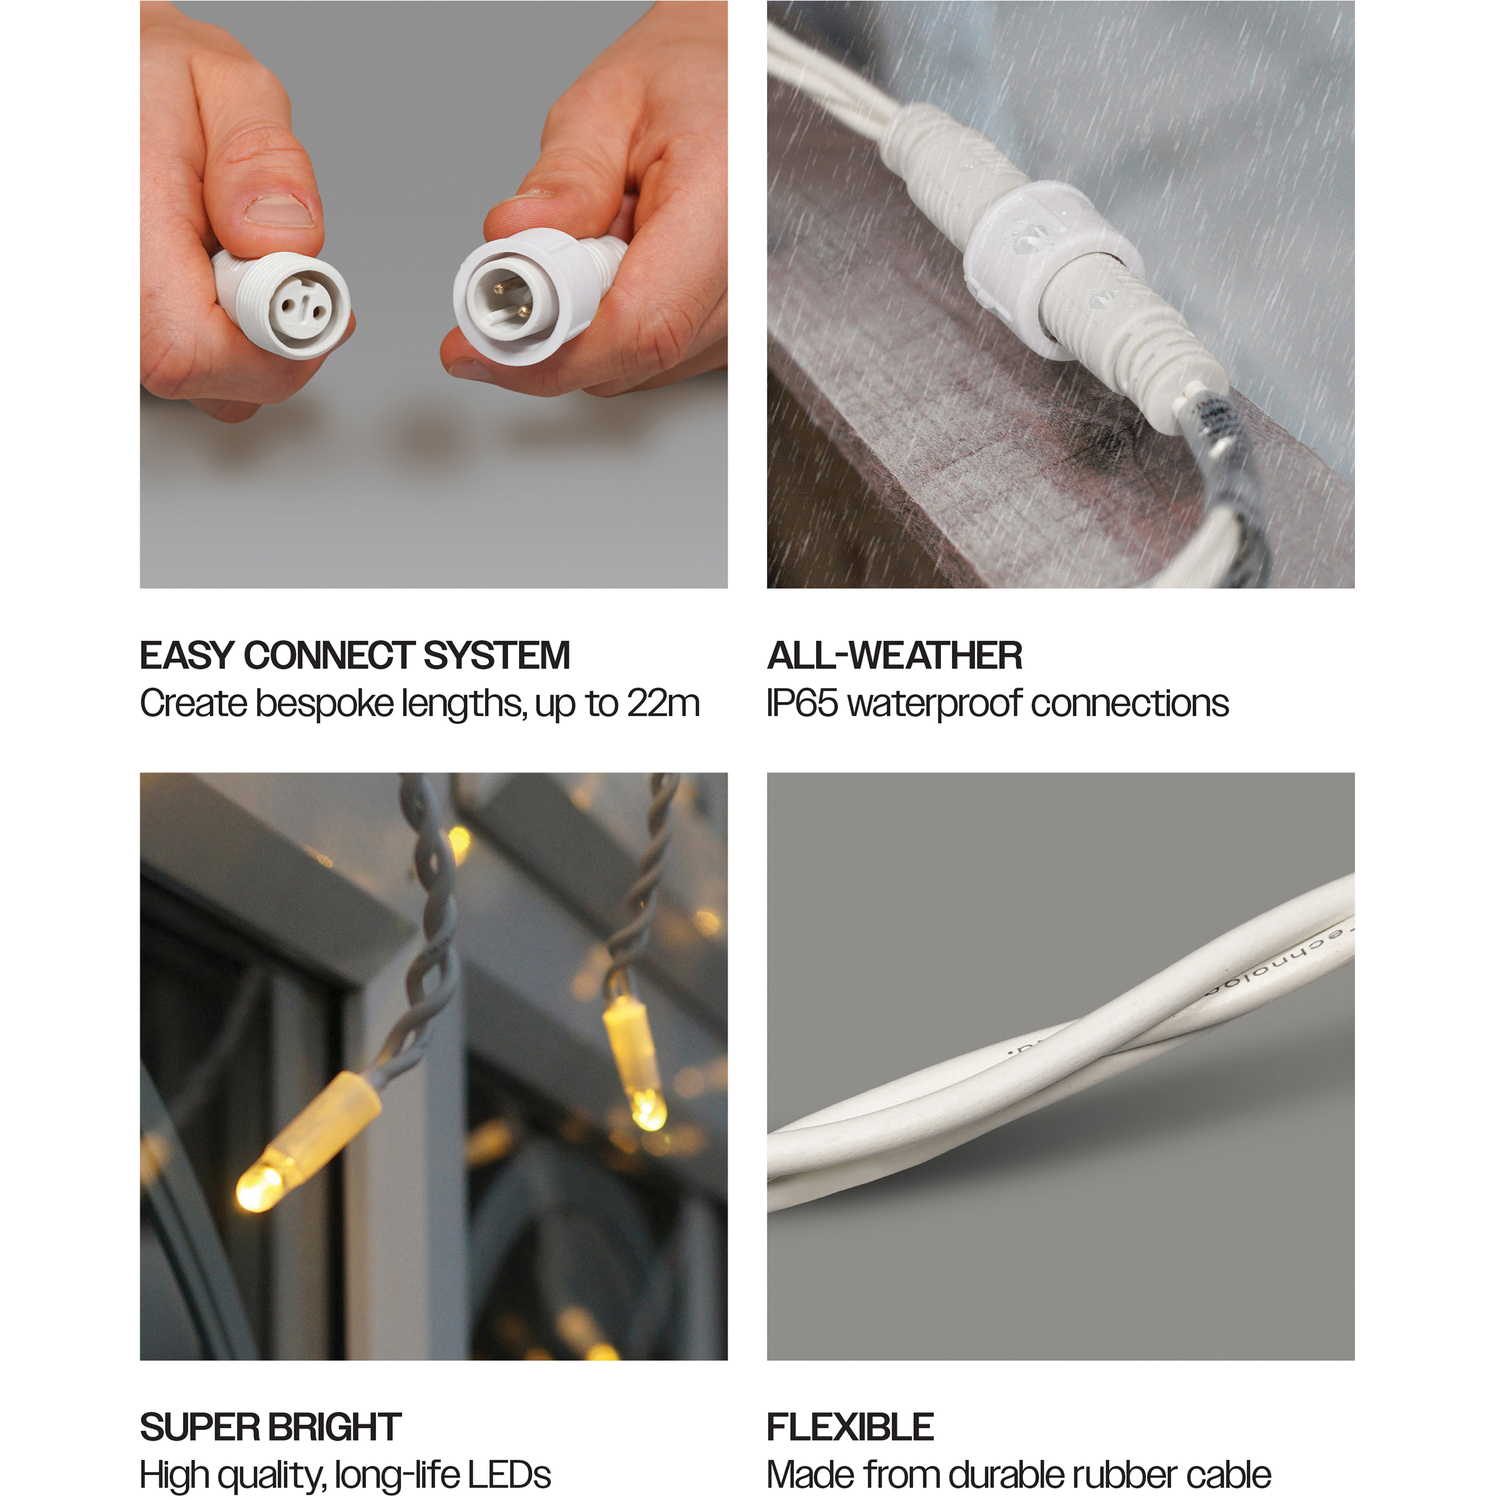 EASY CONNECT SYSTEM
Create bespoke lengths, up to 22m
ALL-WEATHER
IP65 waterproof connections
SUPER BRIGHT
High quality, long-life LEDs
FLEXIBLE
Made from durable rubber cable